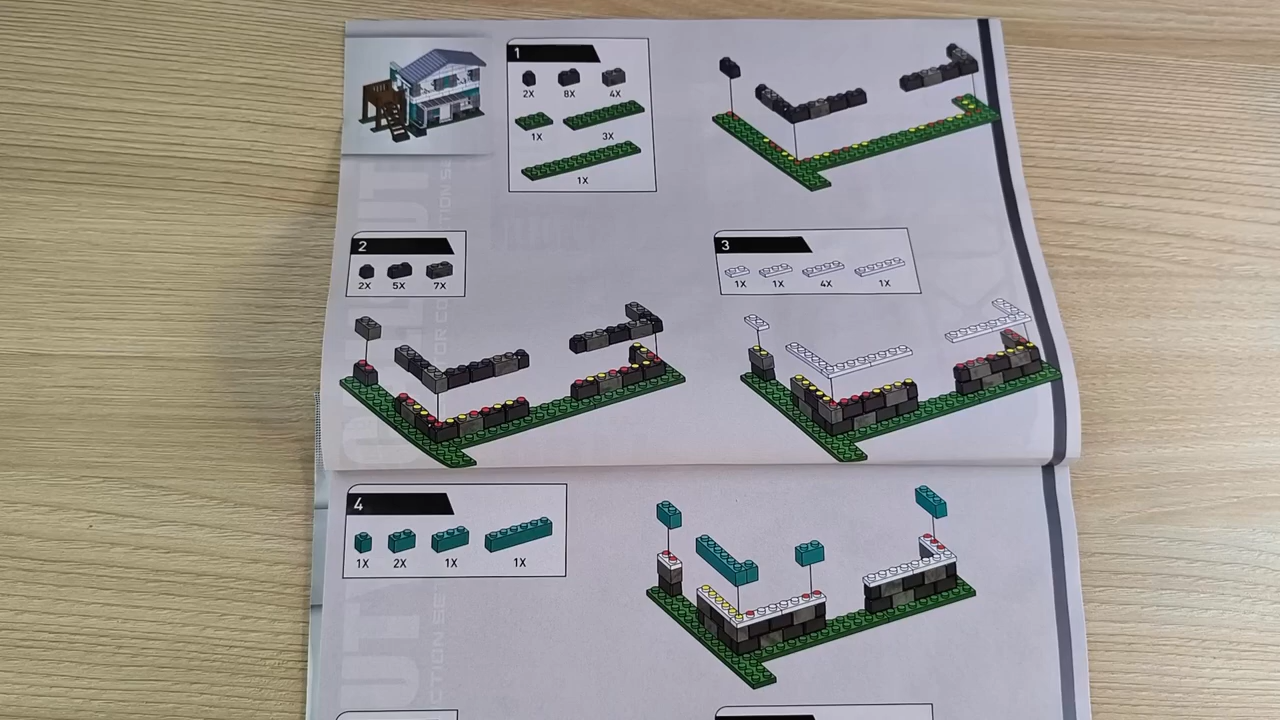 1
2X 8X 4X
1X 3X
1X
2
2X 5X 7X
3
1X 1X 4X 1X
4
1X 2X 1X 1X